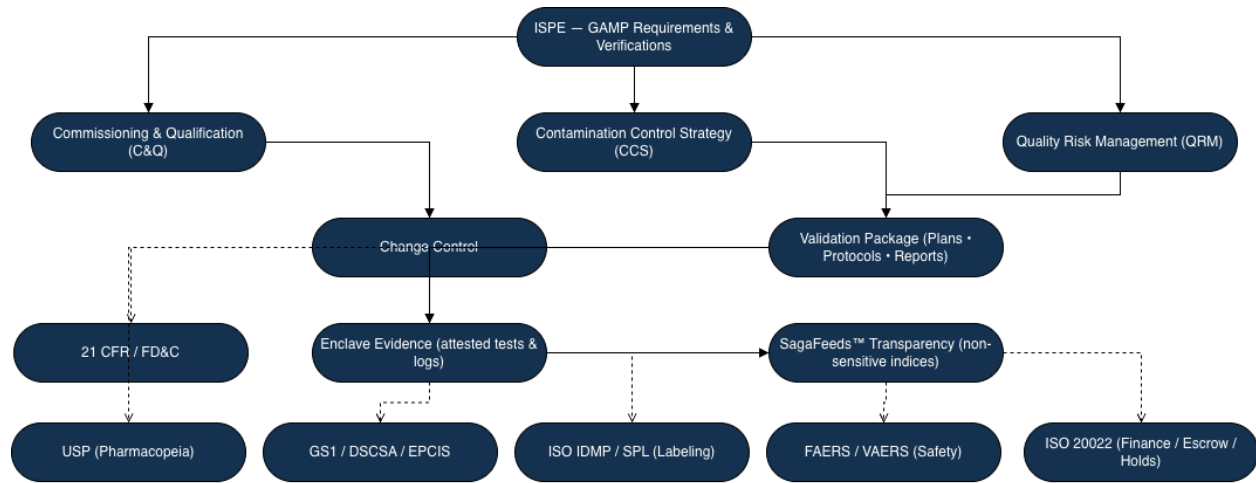 ISPE — GAMP Requirements &
Verifications
Commissioning & Qualification
(C&Q)
Contamination Control Strategy
(CCS)
Quality Risk Management (QRM)
Change Control
Validation Package (Plans •
Protocols • Reports)
21 CFR / FD&C
Enclave Evidence (attested tests &
logs)
SagaFeeds™ Transparency (non-
sensitive indices)
USP (Pharmacopeia)
GS1 / DSCSA / EPCIS
ISO IDMP / SPL (Labeling)
FAERS / VAERS (Safety)
ISO 20022 (Finance / Escrow /
Holds)